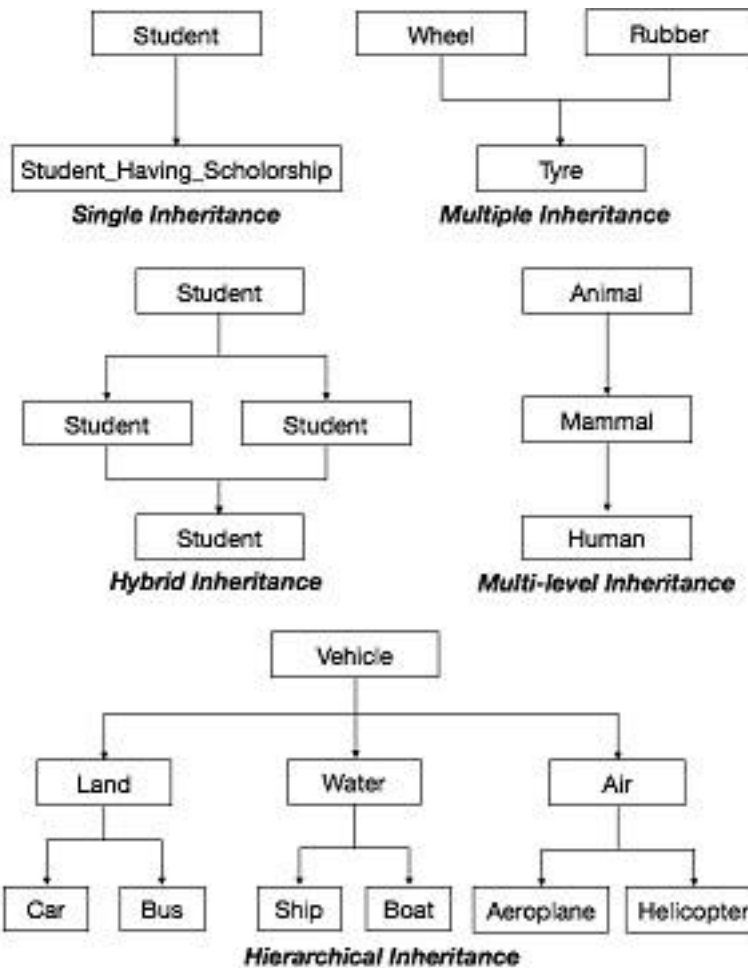 Student
Wheel
Rubber
Student_Having_Scholorship
Tyre
Single Inheritance
Multiple Inheritance
Student
Animal
Student
Student
Mammal
Student
Human
Hybrid Inheritance
Multi-level Inheritance
Vehicle
Land
Water
Air
Car
Bus
Ship
Boat
Aeroplane
Helicopter
Hierarchical Inheritance